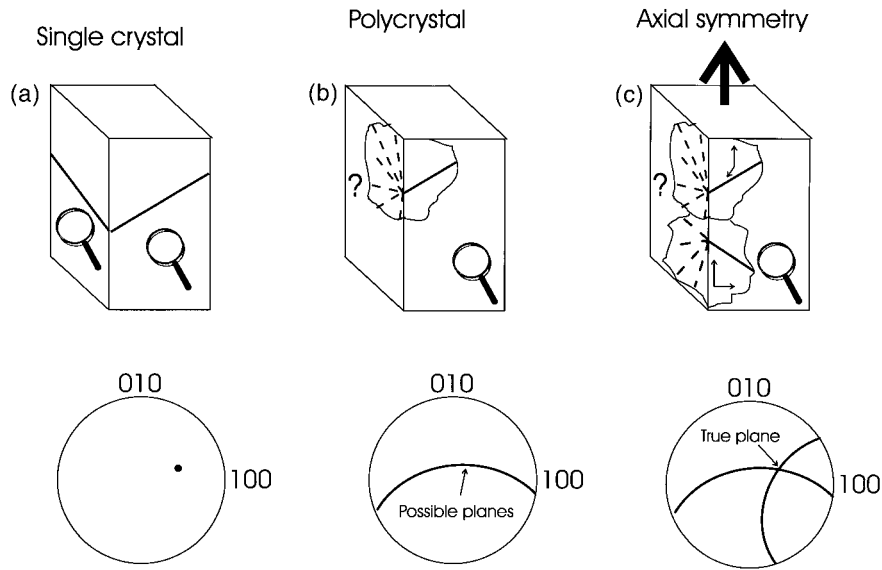 Single crystal
Polycrystal
Axial symmetry
(a)
(b)
(c)
?
?
010
100
010
100
Possible planes
010
True plane
100